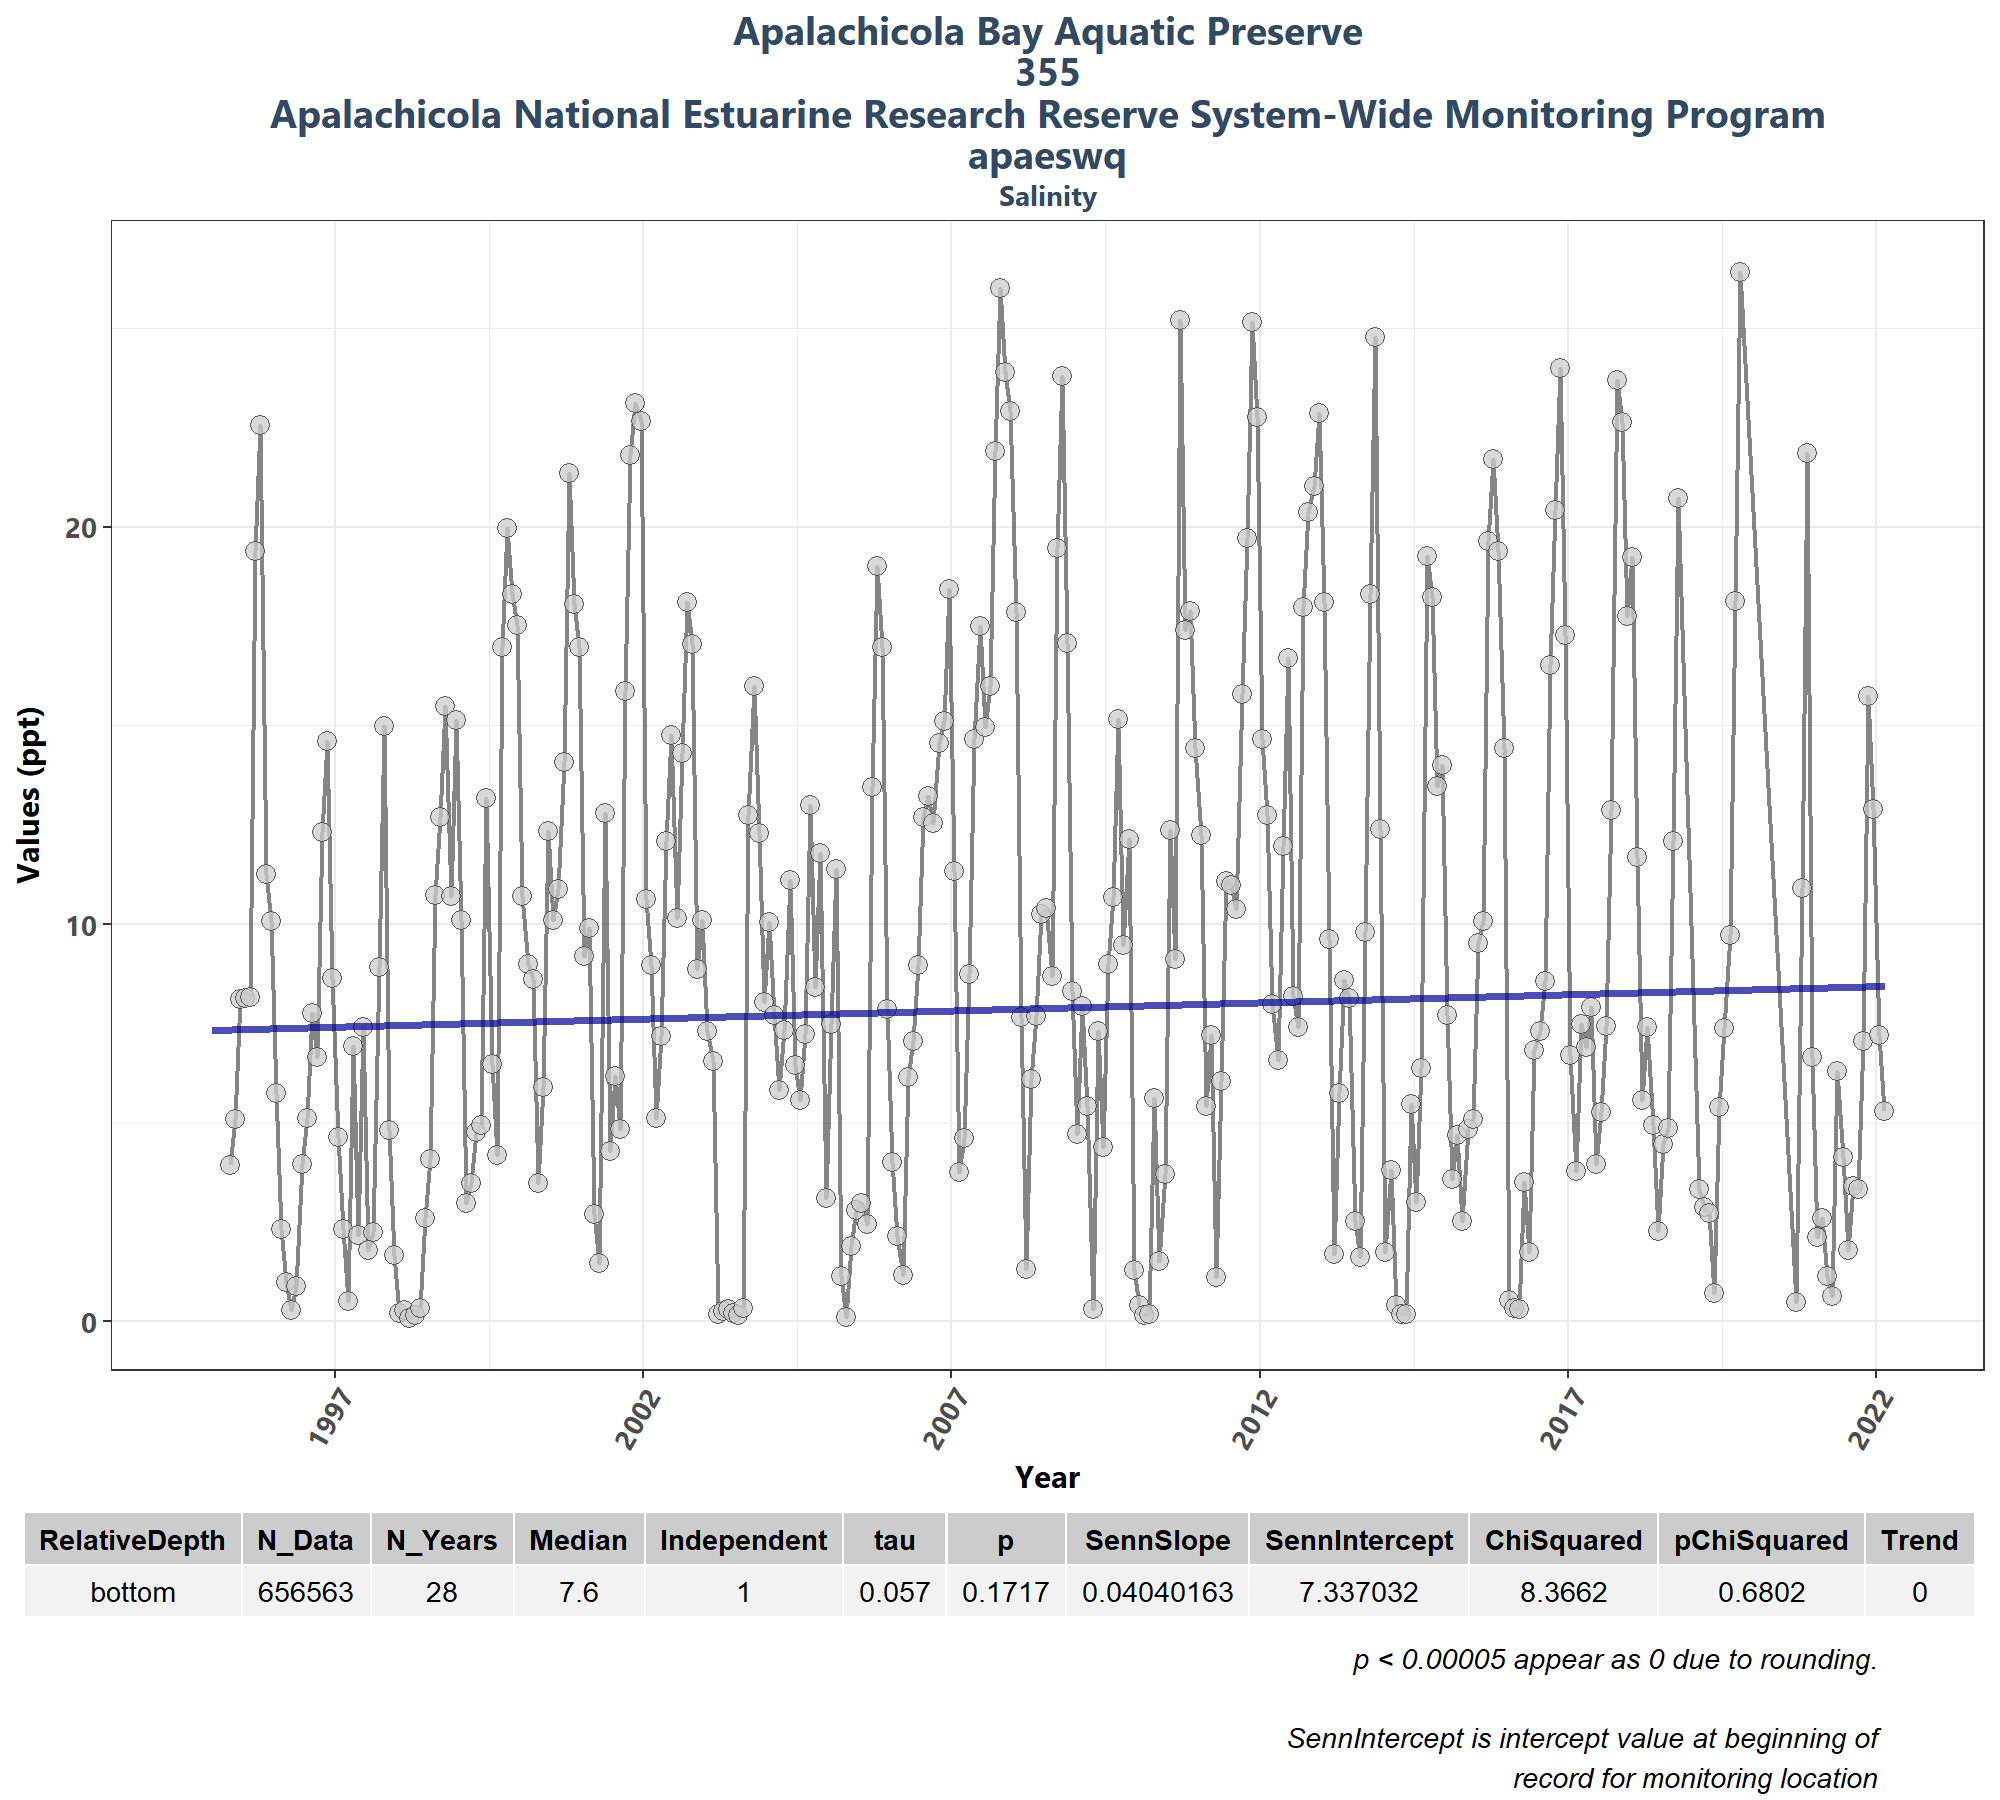 Apalachicola Bay Aquatic Preserve
355
Apalachicola National Estuarine Research Reserve System-Wide Monitoring Program
apaeswq
Salinity
Values (ppt)
20
10
0
1997 2002 2007 2012 2017 2022
Year
RelativeDepth N_Data N_Years Median Independent tau p SennSlope SennIntercept ChiSquared pChiSquared Trend
bottom 656563 28 7.6 1 0.057 0.1717 0.04040163 7.337032 8.3662 0.6802 0
p < 0.00005 appear as 0 due to rounding.
SennIntercept is intercept value at beginning of
record for monitoring location